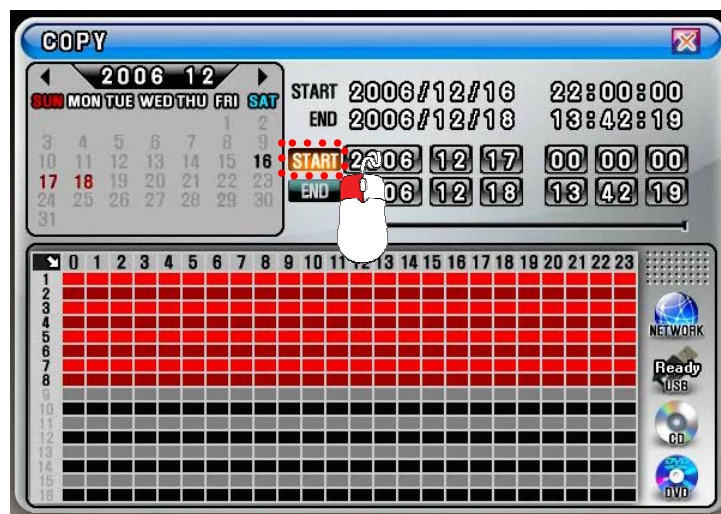 COPY
2006 12
SUN MON TUE WED THU FRI SAT
1 2
3 4 5 6 7 8 9
10 11 12 13 14 15 16
17 18 19 20 21 22 23
24 25 26 27 28 29 30
31
START 2006/12/16 22:00:00
END 2006/12/18 13:42:19
START 2006 12 17 00 00 00
END 06 12 18 13 42 19
0 1 2 3 4 5 6 7 8 9 10 11 12 13 14 15 16 17 18 19 20 21 22 23
1
2
3
4
5
6
7
8
9
10
11
12
13
14
15
16
NETWORK
Ready
USB
CD
DVD
DVD